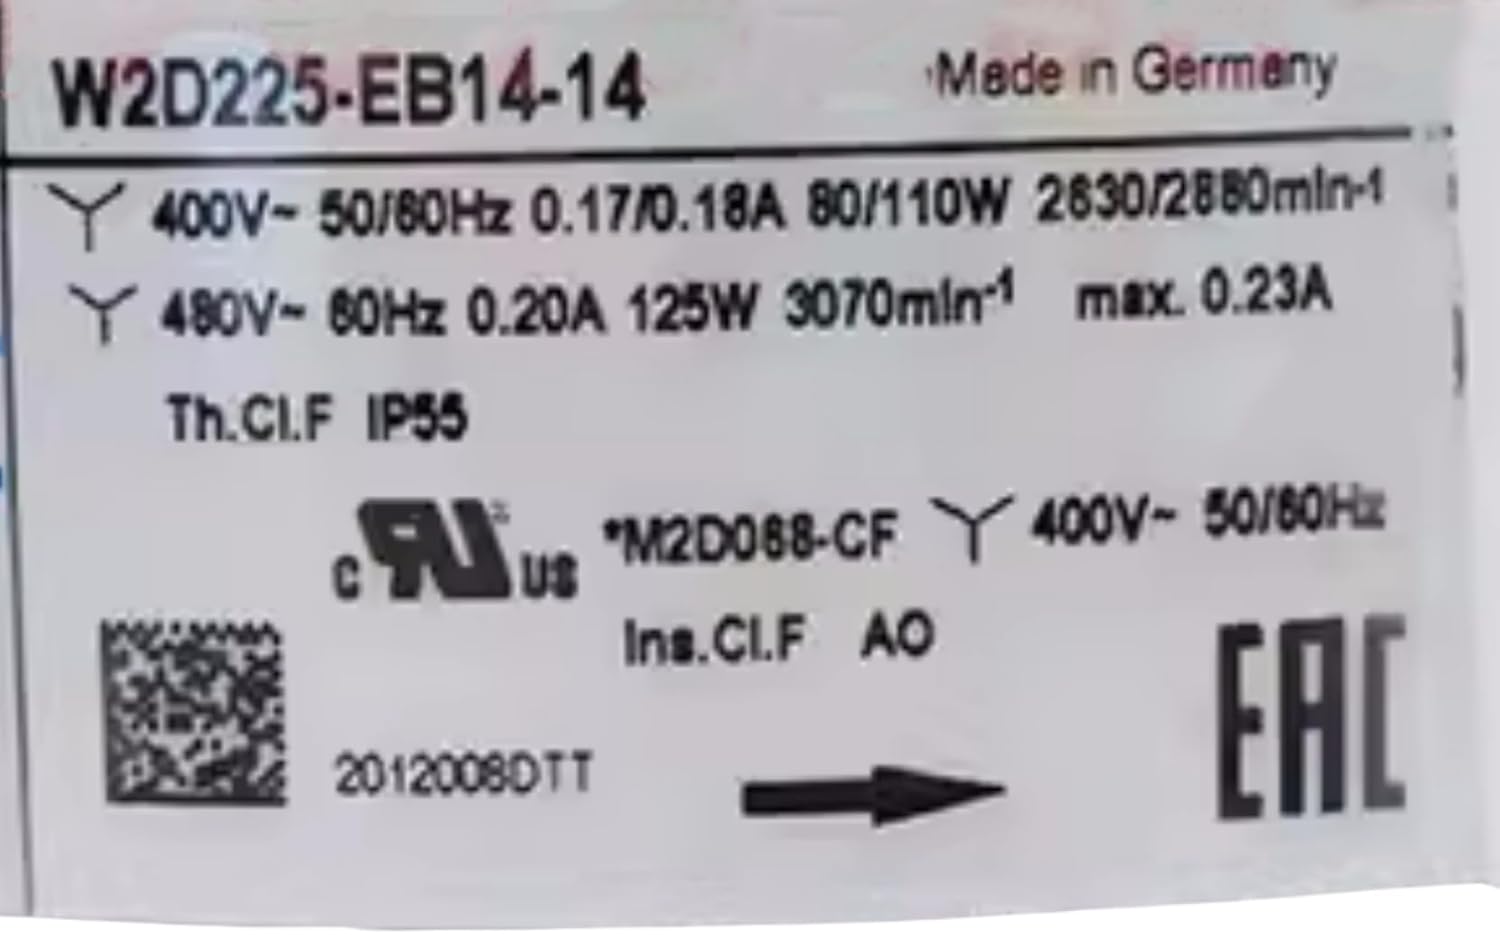 W2D225-EB14-14
Made in Germany
Y 400V~ 50/60Hz 0.17/0.18A 80/110W 2630/2880min-1
Y 480V~ 60Hz 0.20A 125W 3070min-1 max. 0.23A
Th.Cl.F IP55
c RU US *M2D068-CF Y 400V~ 50/60Hz
Ins.Cl.F AO
2012008DTT
EAC